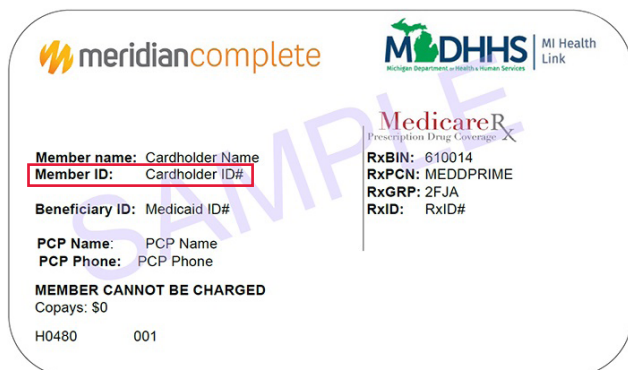 meridiancomplete
MDHHS
Michigan Department of Health & Human Services
MI Health
Link
SAMPLE
MedicareRx
Prescription Drug Coverage
Member name: Cardholder Name
Member ID: Cardholder ID#
Beneficiary ID: Medicaid ID#
PCP Name: PCP Name
PCP Phone: PCP Phone
MEMBER CANNOT BE CHARGED
Copays: $0
H0480 001
RxBIN: 610014
RxPCN: MEDDPRIME
RxGRP: 2FJA
RxID: RxID#